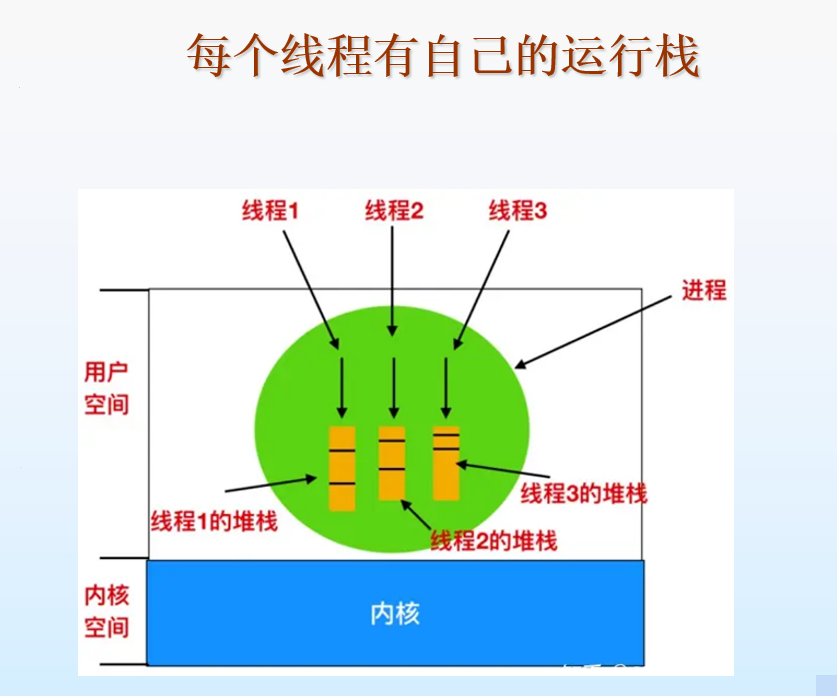 每个线程有自己的运行栈
线程1
线程2
线程3
进程
用户
空间
线程1的堆栈
线程2的堆栈
线程3的堆栈
内核
空间
内核